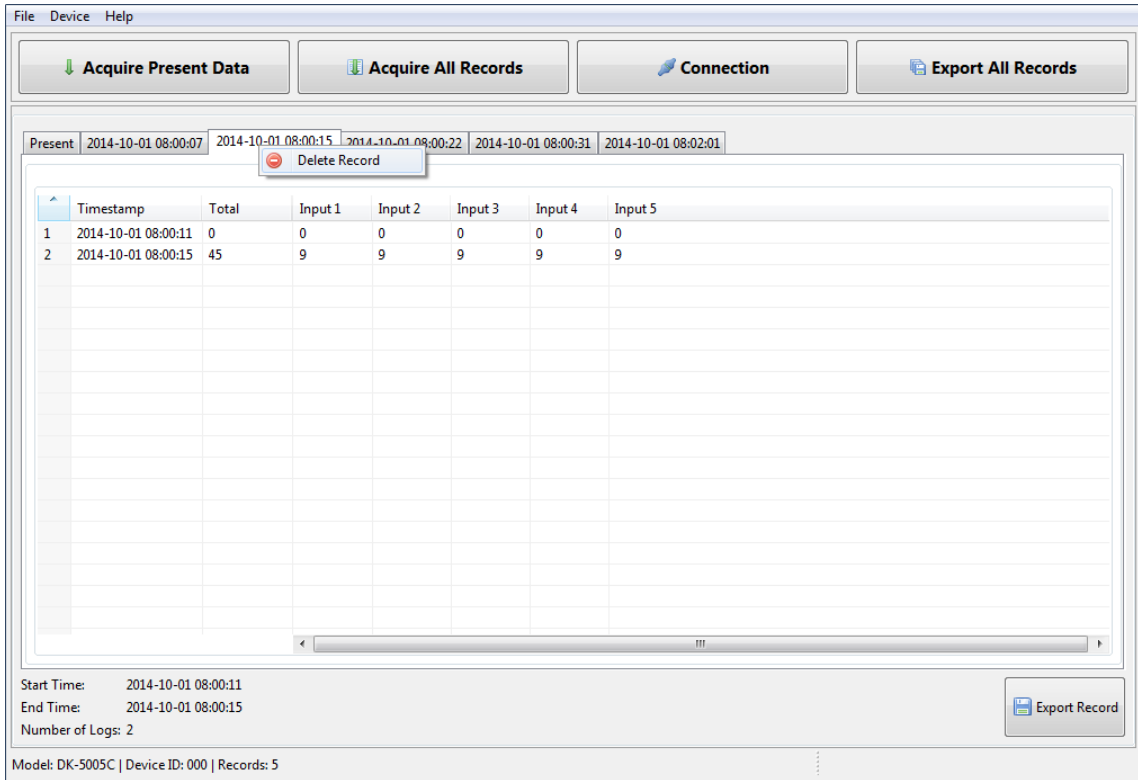 File Device Help
Acquire Present Data Acquire All Records Connection Export All Records
Present 2014-10-01 08:00:07 2014-10-01 08:00:15 2014-10-01 08:00:22 2014-10-01 08:00:31 2014-10-01 08:02:01
Delete Record
Timestamp Total Input 1 Input 2 Input 3 Input 4 Input 5
1 2014-10-01 08:00:11 0 0 0 0 0 0
2 2014-10-01 08:00:15 45 9 9 9 9 9
Start Time: 2014-10-01 08:00:11
End Time: 2014-10-01 08:00:15
Export Record
Number of Logs: 2
Model: DK-5005C | Device ID: 000 | Records: 5